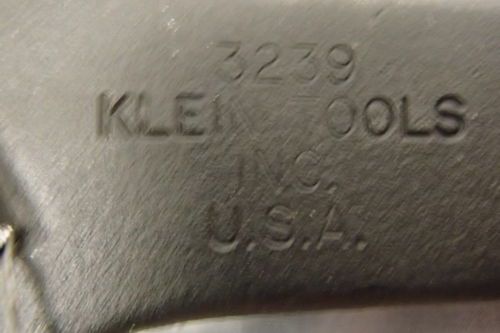 3239
KLEIN TOOLS
INC.
U.S.A.